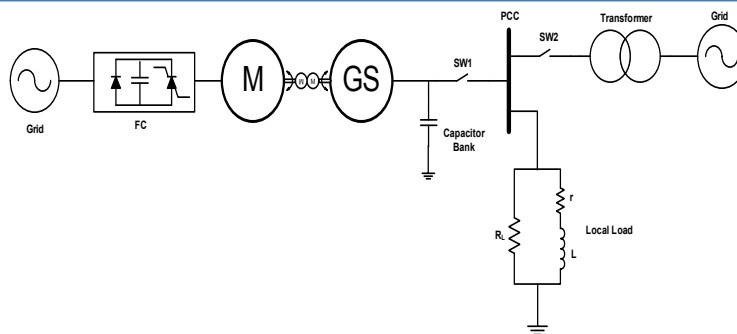 PCC
Transformer
Grid
SW2
SW1
M
GS
Grid
FC
Capacitor
Bank
r
RL
L
Local Load